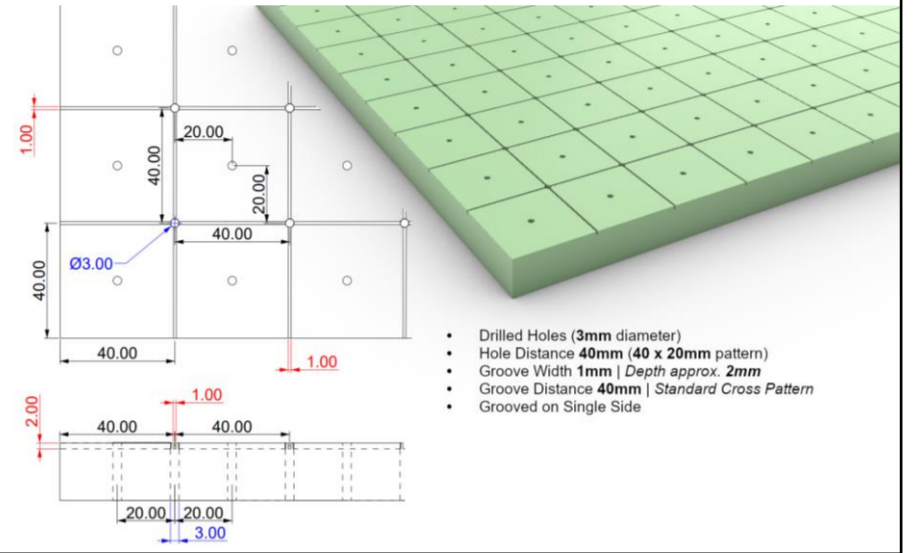 1.00
20.00
40.00
20.00
40.00
Ø3.00
40.00
40.00
1.00
1.00
2.00
40.00
40.00
20.00
20.00
3.00
• Drilled Holes (3mm diameter)
• Hole Distance 40mm (40 x 20mm pattern)
• Groove Width 1mm | Depth approx. 2mm
• Groove Distance 40mm | Standard Cross Pattern
• Grooved on Single Side